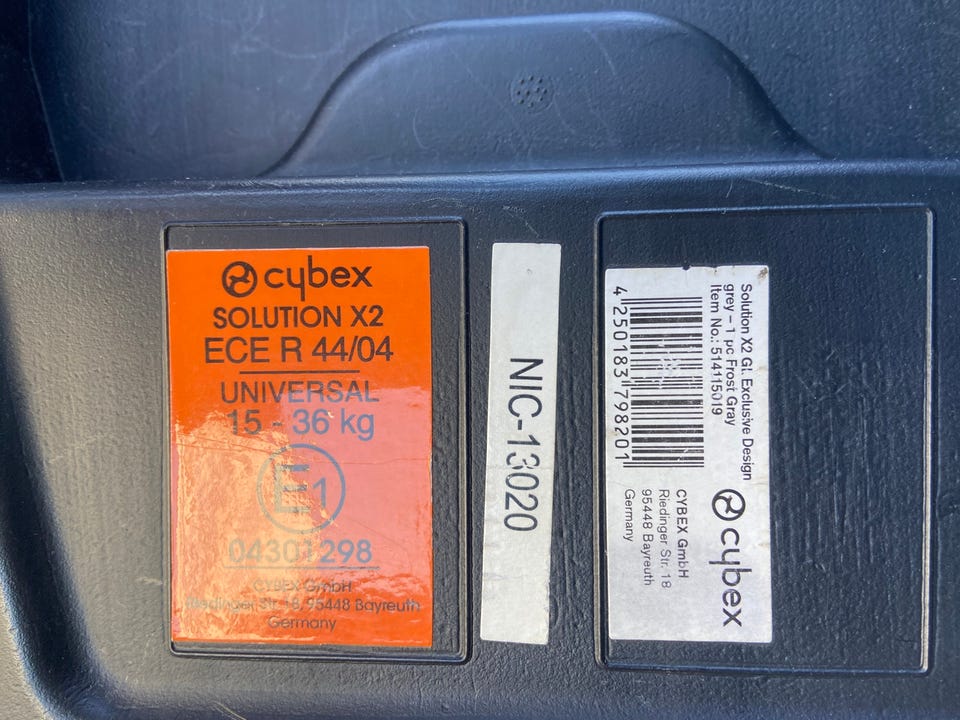 cybex
SOLUTION X2
ECE R 44/04
UNIVERSAL
15 - 36 kg
E1
04301298
CYBEX GmbH
Riedinger Str. 18, 95448 Bayreuth
Germany
NIC-13020
Solution X2 Gl. Exclusive Design
grey – 1 pc Frost Gray
Item No.: 514115019
4 250183 798201
cybex
CYBEX GmbH
Riedinger Str. 18
95448 Bayreuth
Germany